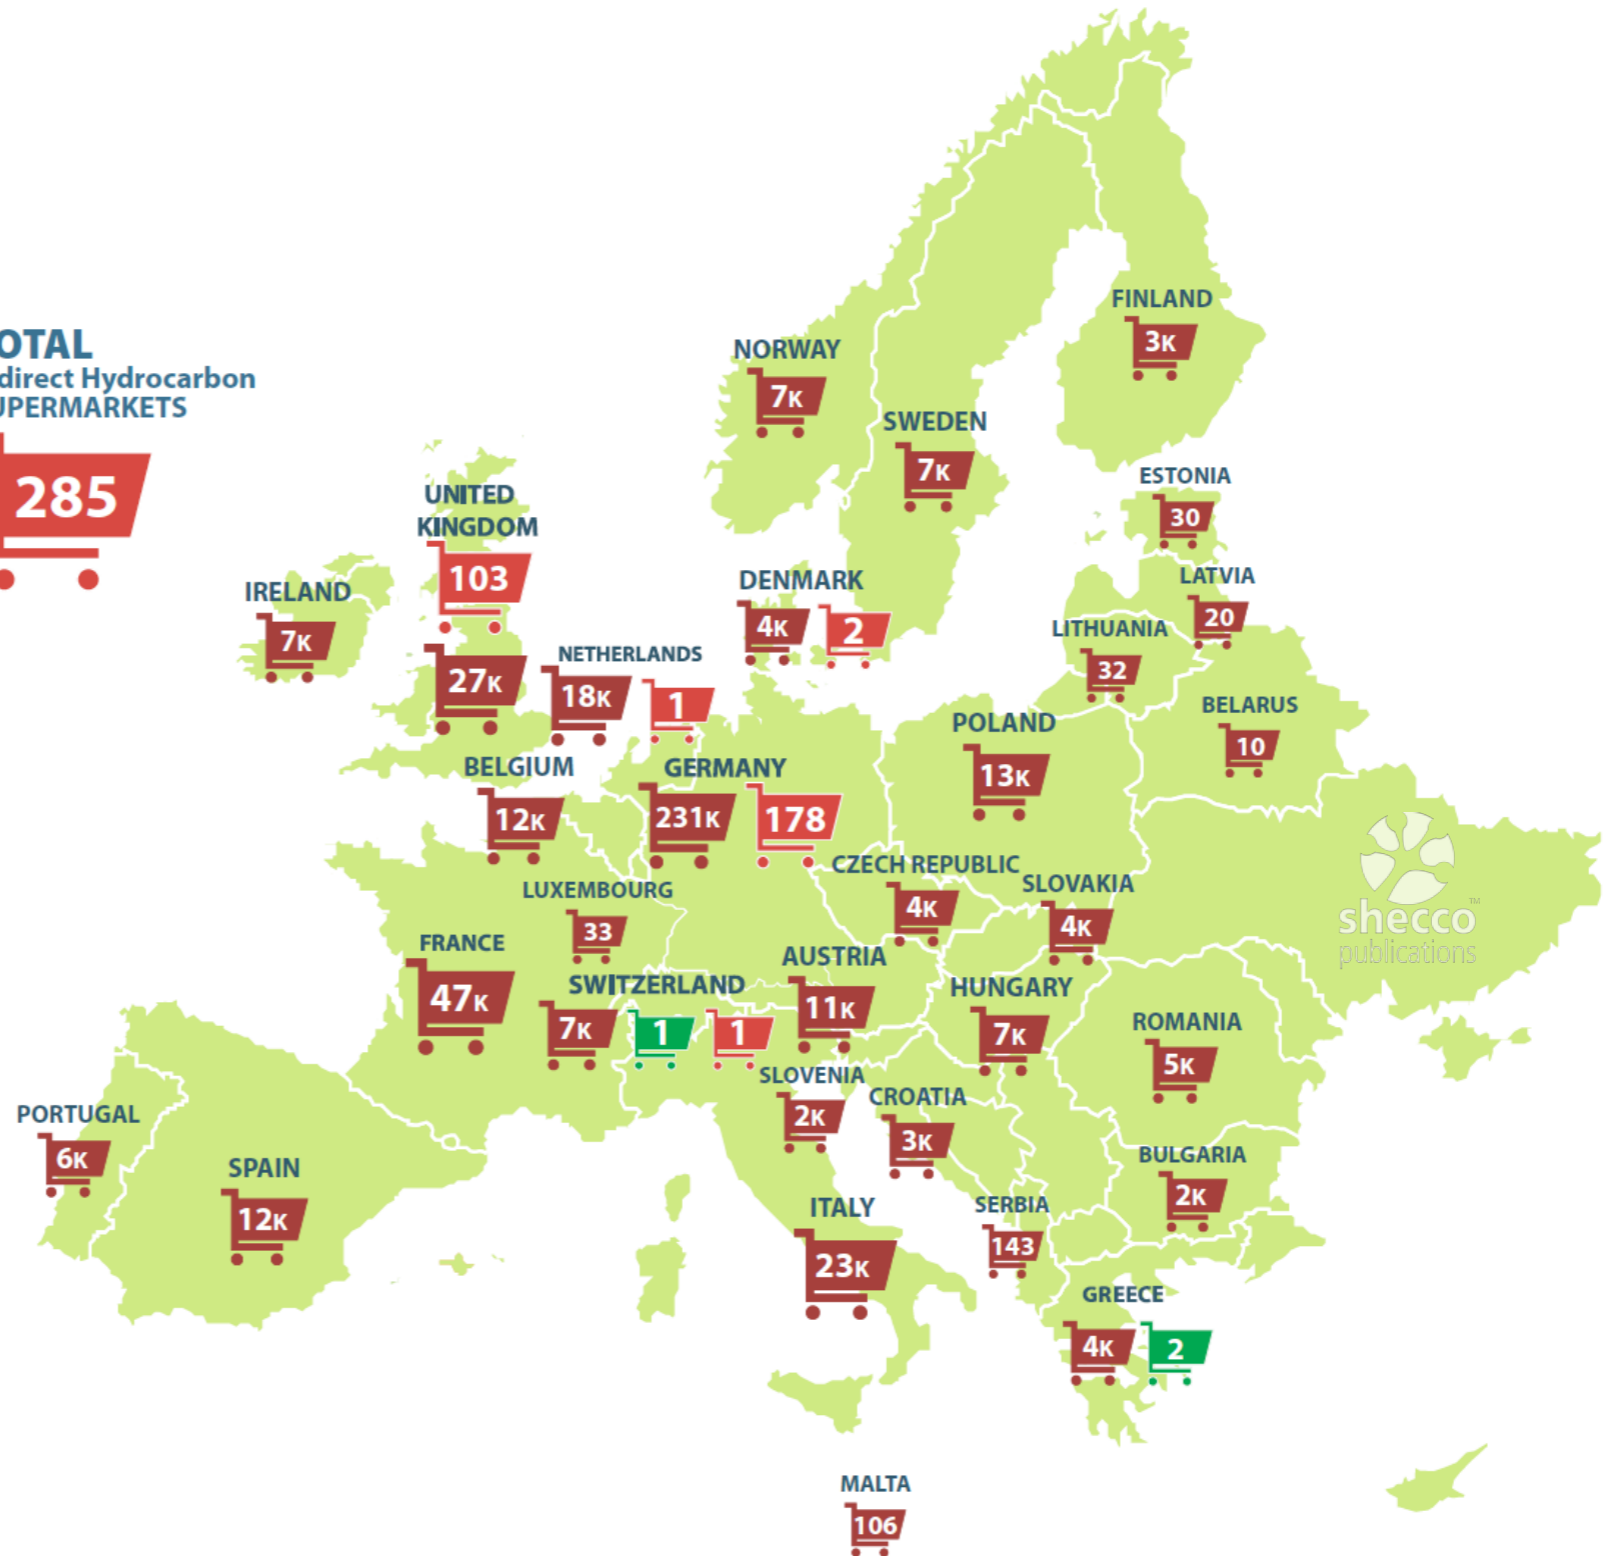 OTAL
direct Hydrocarbon
UPERMARKETS
285
FINLAND
3K
NORWAY
7K
SWEDEN
7K
ESTONIA
30
UNITED
KINGDOM
103
27K
IRELAND
7K
DENMARK
4K 2
LATVIA
20
LITHUANIA
32
NETHERLANDS
18K 1
BELARUS
10
POLAND
13K
BELGIUM
12K
GERMANY
231K 178
CZECH REPUBLIC
4K
SLOVAKIA
4K
LUXEMBOURG
33
shecco™
publications
FRANCE
47K
AUSTRIA
11K
SWITZERLAND
7K 1 1
HUNGARY
7K
ROMANIA
5K
SLOVENIA
2K
CROATIA
3K
PORTUGAL
6K
SPAIN
12K
BULGARIA
2K
ITALY
23K
SERBIA
143
GREECE
4K 2
MALTA
106